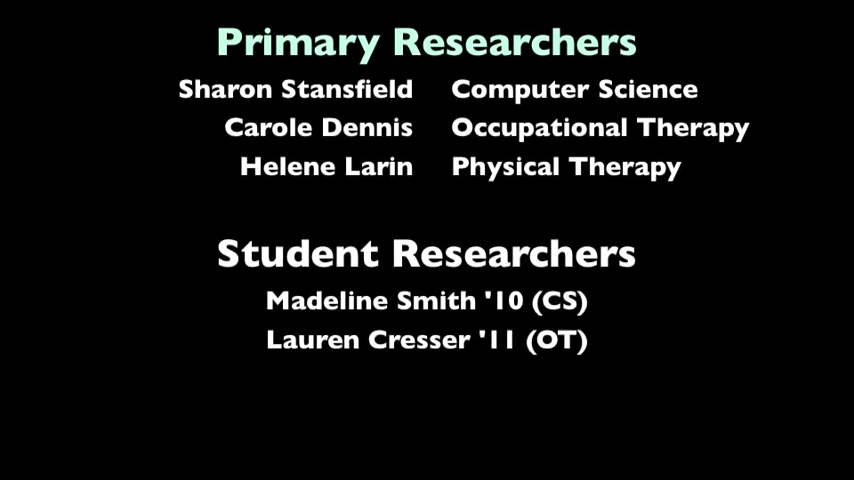 Primary Researchers
Sharon Stansfield Computer Science
Carole Dennis Occupational Therapy
Helene Larin Physical Therapy
Student Researchers
Madeline Smith '10 (CS)
Lauren Cresser '11 (OT)